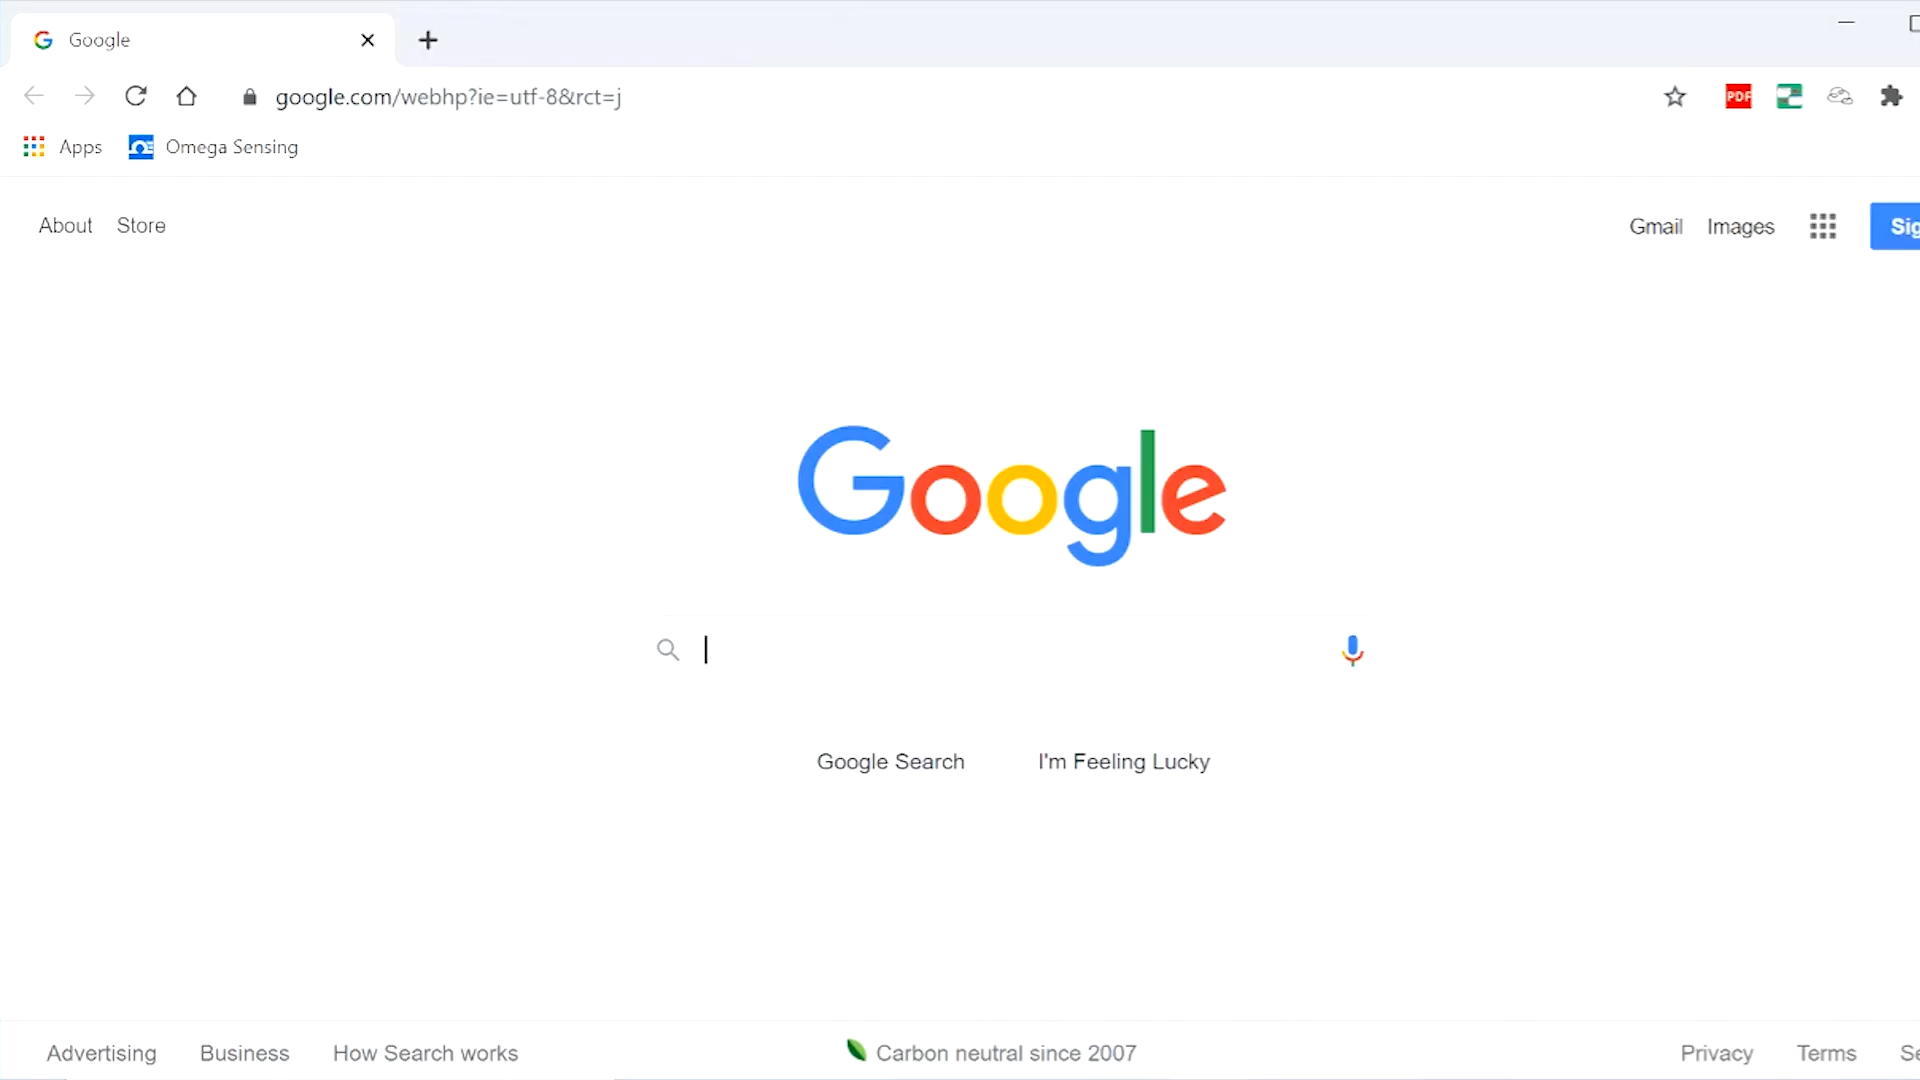 Google
google.com/webhp?ie=utf-8&rct=j
PDF
Apps
Omega Sensing
About
Store
Gmail
Images
Sig
Google
Google Search
I'm Feeling Lucky
Advertising
Business
How Search works
Carbon neutral since 2007
Privacy
Terms
Se